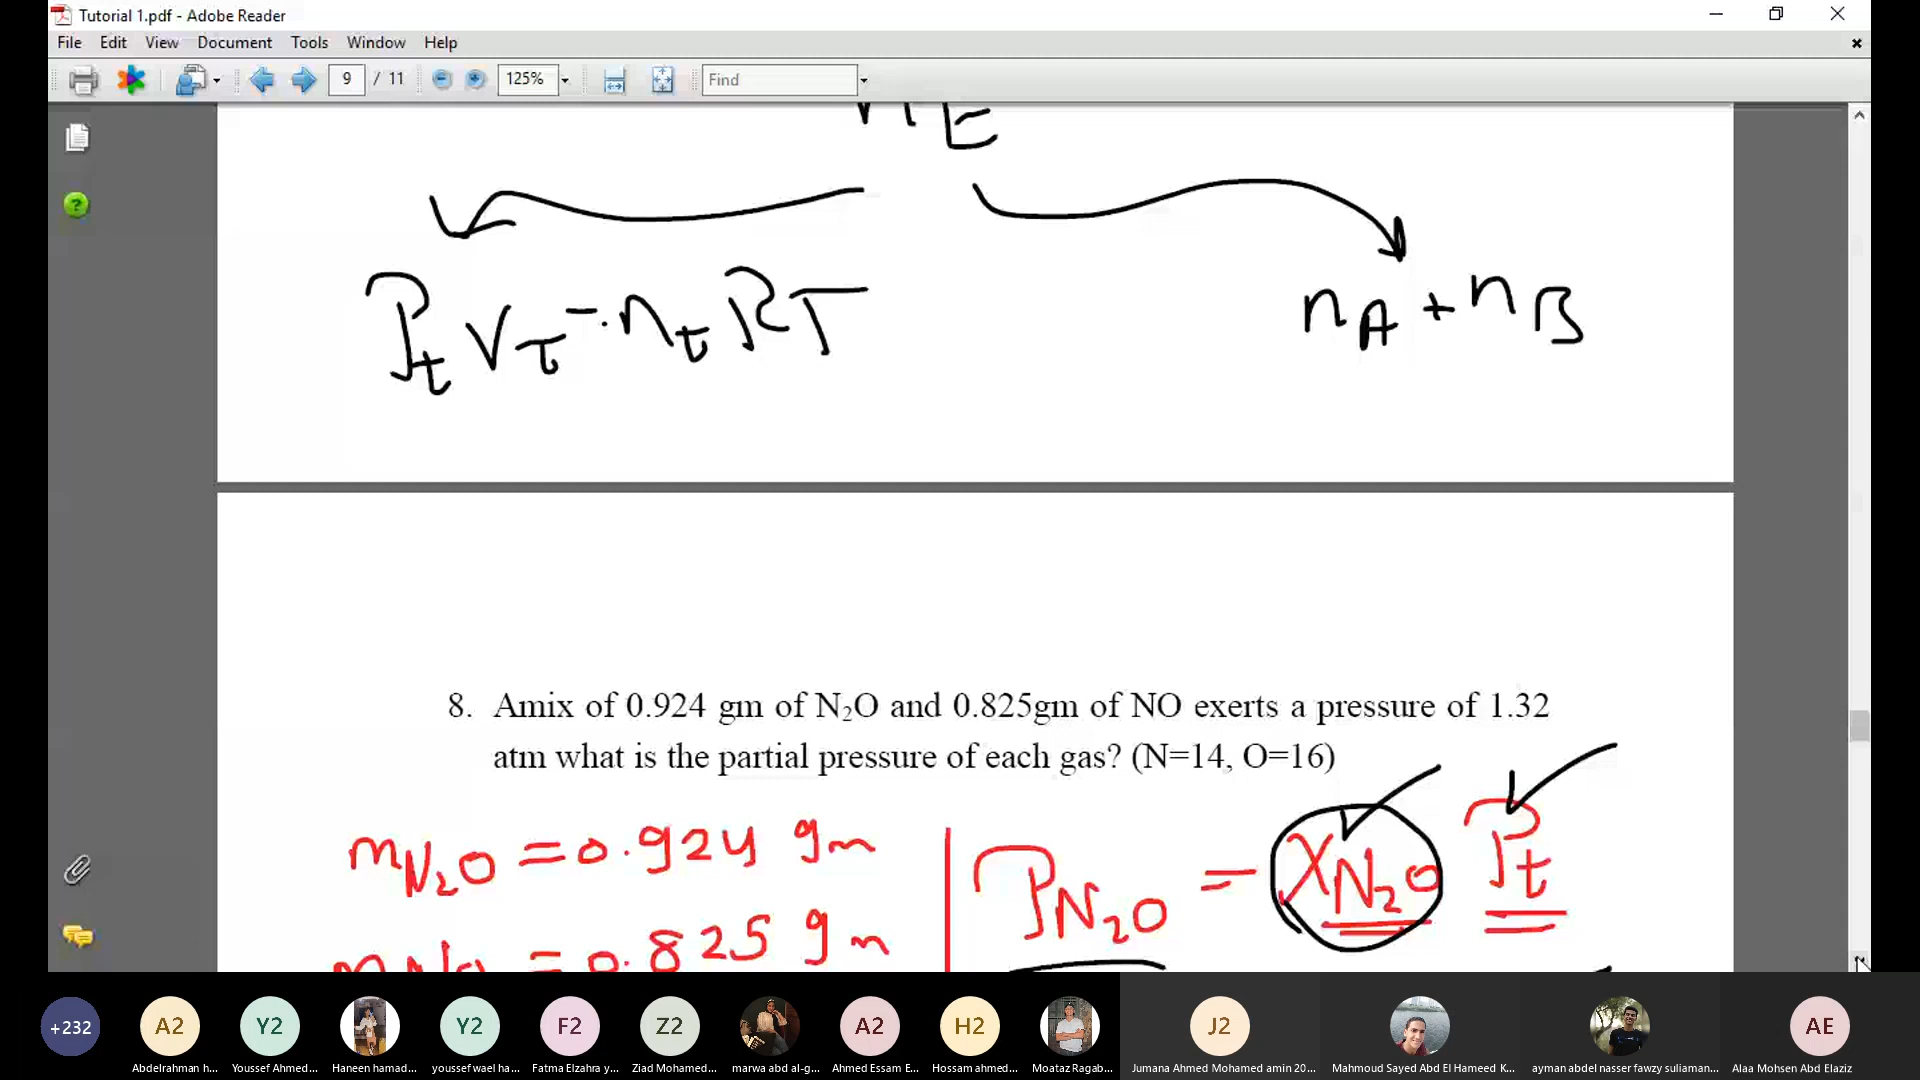 Tutorial 1.pdf - Adobe Reader
File Edit View Document Tools Window Help
9 / 11 125% Find
E
Pt VT = nt RT
nA + nB
8. Amix of 0.924 gm of N₂O and 0.825gm of NO exerts a pressure of 1.32
atm what is the partial pressure of each gas? (N=14, O=16)
mN₂O = 0.924 gm
PN₂O = XN₂O Pt
= 0.825 gm
+232 A2 Y2 Y2 F2 Z2 A2 H2 J2 AE
Abdelrahman h... Youssef Ahmed... Haneen hamad... youssef wael ha... Fatma Elzahra y... Ziad Mohamed... marwa abd al-g... Ahmed Essam E... Hossam ahmed... Moataz Ragab... Jumana Ahmed Mohamed amin 20... Mahmoud Sayed Abd El Hameed K... ayman abdel nasser fawzy suliaman... Alaa Mohsen Abd Elaziz